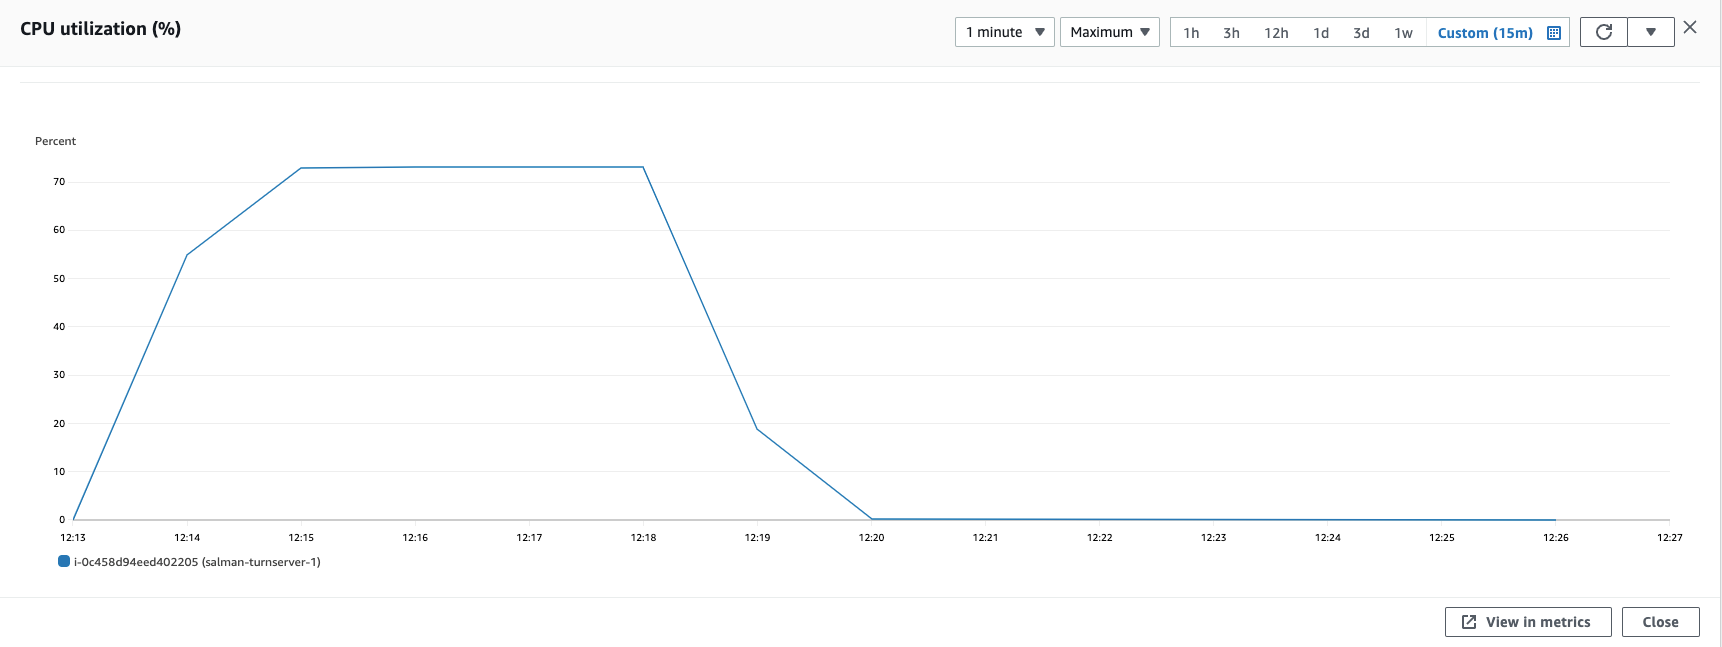 CPU utilization (%)
1 minute
Maximum
1h 3h 12h 1d 3d 1w Custom (15m)
Percent
70
60
50
40
30
20
10
0
12:13 12:14 12:15 12:16 12:17 12:18 12:19 12:20 12:21 12:22 12:23 12:24 12:25 12:26 12:27
i-0c458d94eed402205 (salman-turnserver-1)
View in metrics
Close